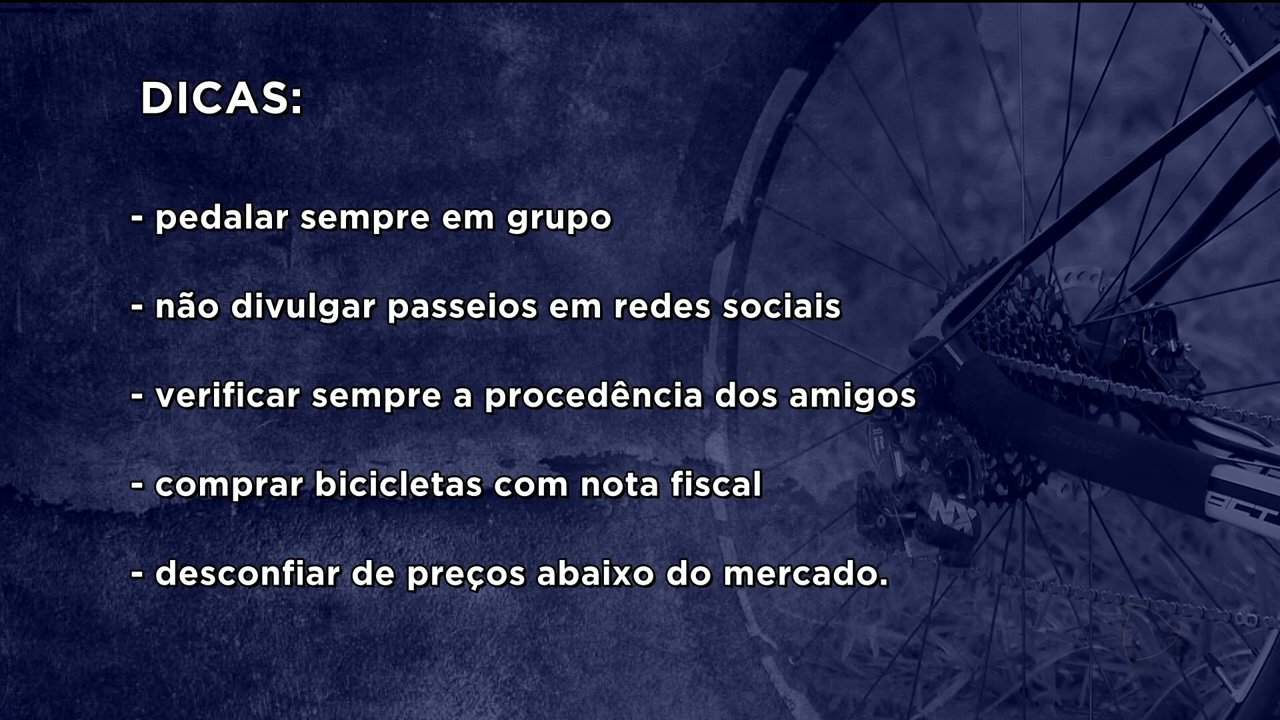 DICAS:
- pedalar sempre em grupo
- não divulgar passeios em redes sociais
- verificar sempre a procedência dos amigos
- comprar bicicletas com nota fiscal
- desconfiar de preços abaixo do mercado.
NX